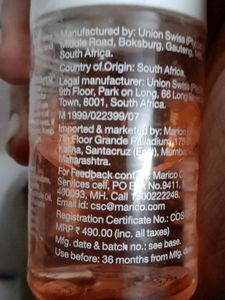 Manufactured by: Union Swiss (Pty)
Middle Road, Boksburg, Gauteng,
South Africa.
Country of Origin: South Africa.
Legal manufacturer: Union Swiss
9th Floor, Park on Long, 66 Long
Town, 8001, South Africa.
M 1999/022399/07
Imported & marketed by: Marico
7th Floor Grande Palladium, 175,
Kalina, Santacruz (East), Mumbai
Maharashtra.
For Feedback contact: Marico
Services cell, PO Box No.9411, M
400093, MH. Call 1800222248.
Email id: csc@marico.com
Registration Certificate No.: COS
MRP ₹ 490.00 (inc. all taxes)
Mfg. date & batch no.: see base.
Use before: 36 months from Mfg. da